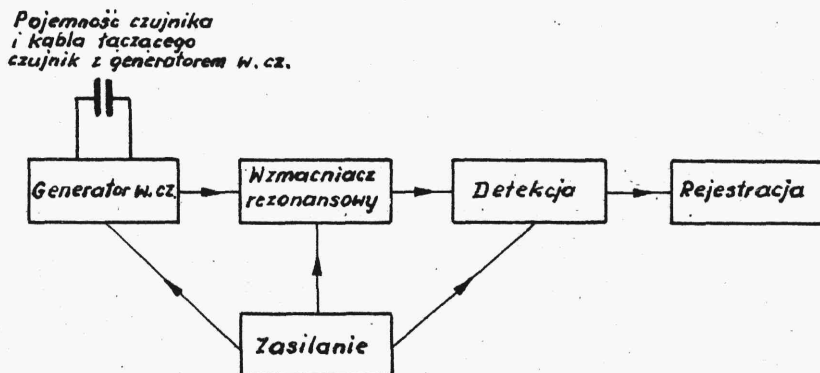 Pojemność czujnika
i kabla łączącego
czujnik z generatorem w.cz.
Generator w.cz.
Wzmacniacz
rezonansowy
Detekcja
Rejestracja
Zasilanie